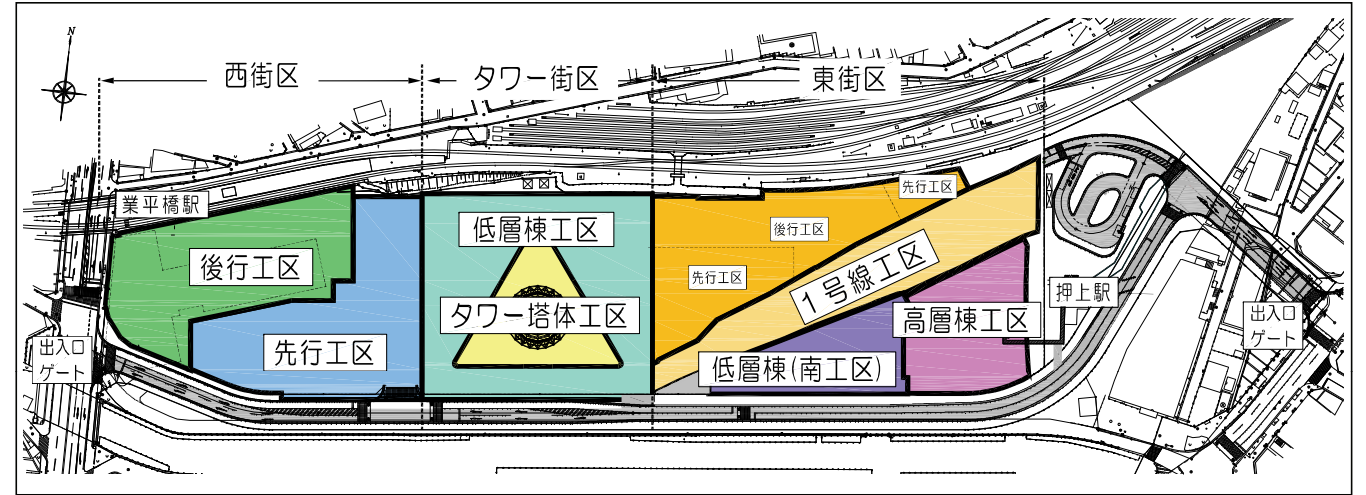 N
西街区
タワー街区
東街区
業平橋駅
後行工区
先行工区
低層棟工区
タワー塔体工区
先行工区
後行工区
先行工区
1号線工区
低層棟(南工区)
高層棟工区
押上駅
出入口
ゲート
出入口
ゲート